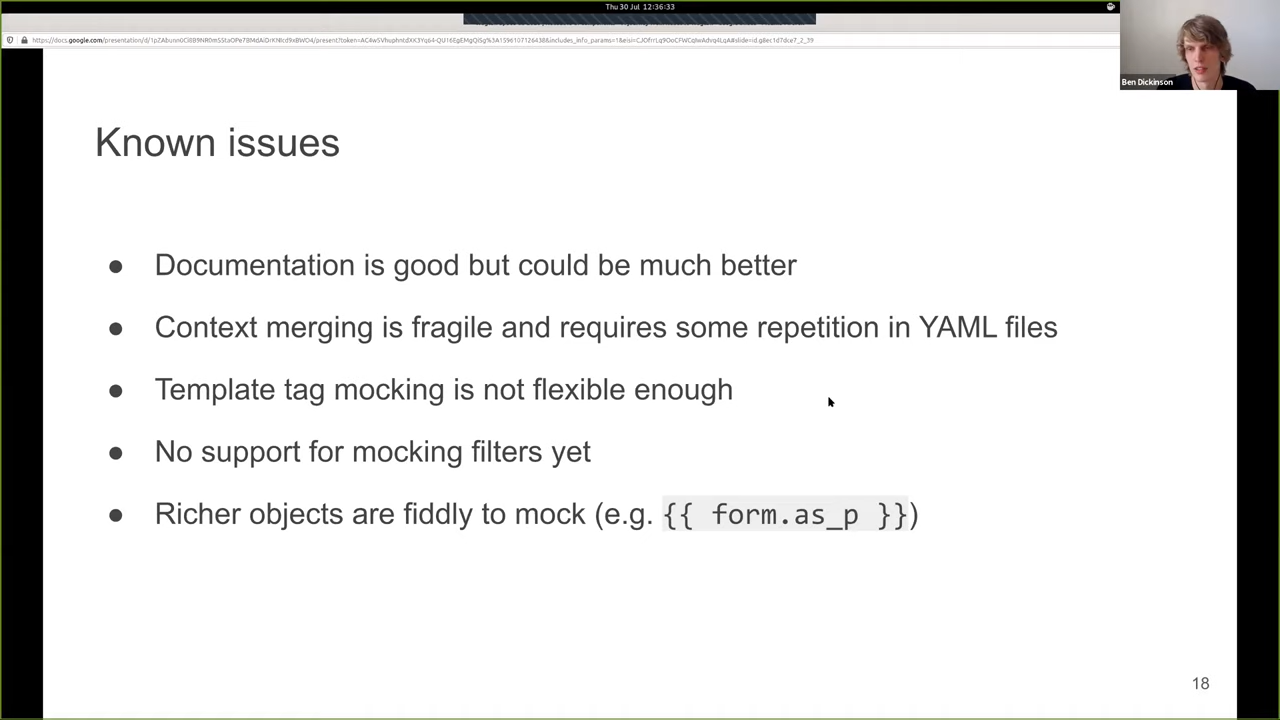 Thu 30 Jul 12:36:33
Ben Dickinson
Known issues
● Documentation is good but could be much better
● Context merging is fragile and requires some repetition in YAML files
● Template tag mocking is not flexible enough
● No support for mocking filters yet
● Richer objects are fiddly to mock (e.g. {{ form.as_p }})
18